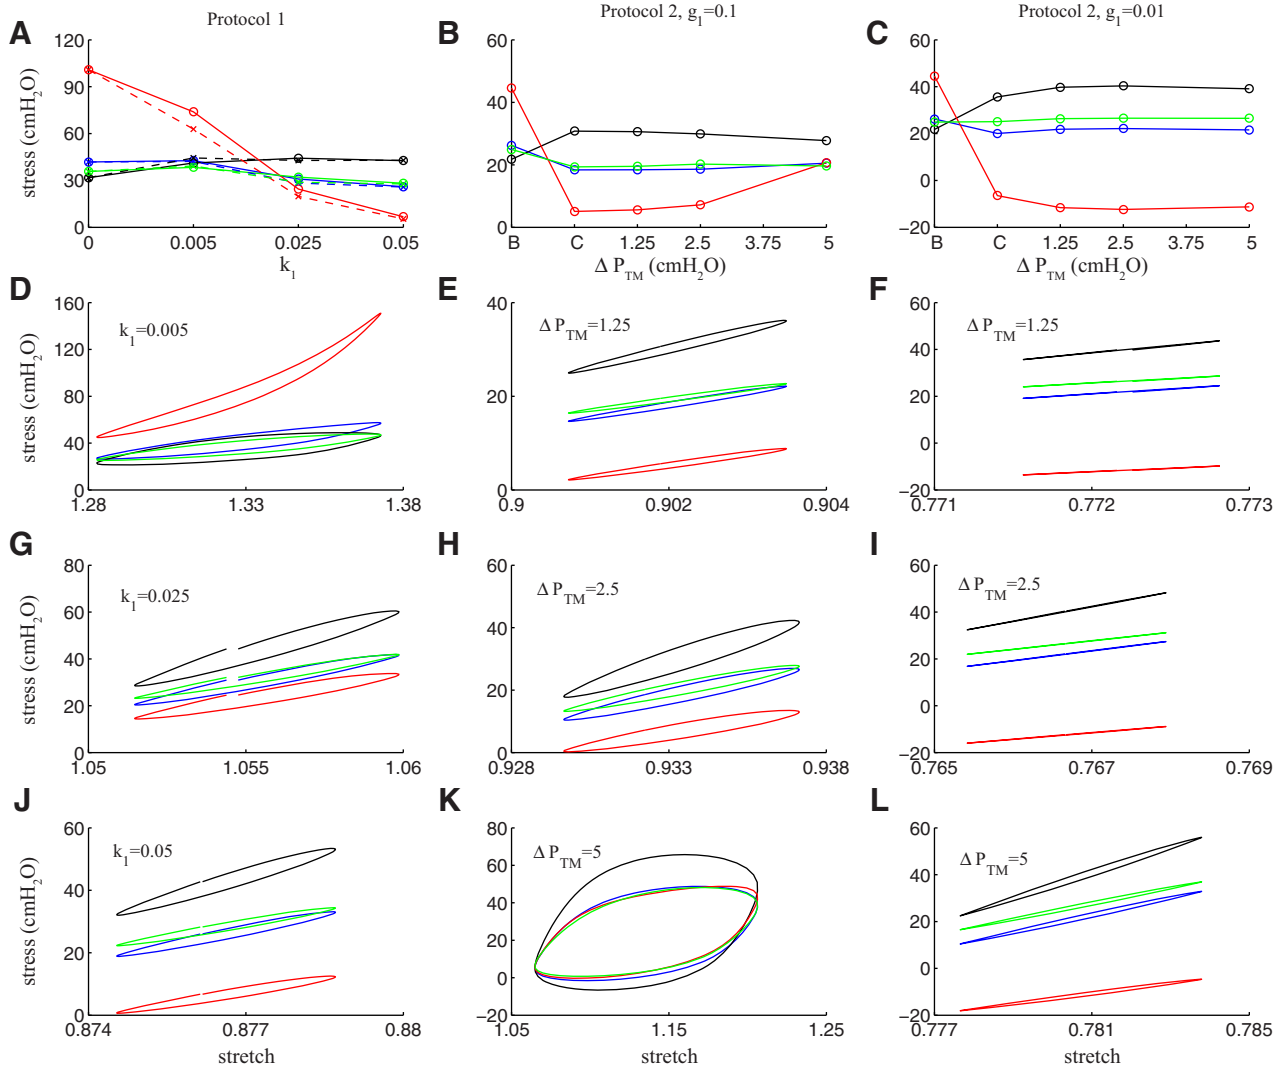 Protocol 1
Protocol 2, g1=0.1
Protocol 2, g1=0.01
A
B
C
120
90
60
30
0
stress (cmH2O)
0
0.005
0.025
0.05
k1
60
40
20
0
B
C
1.25
2.5
3.75
5
Δ PTM (cmH2O)
60
40
20
0
−20
B
C
1.25
2.5
3.75
5
Δ PTM (cmH2O)
D
E
F
k1=0.005
160
120
80
40
0
stress (cmH2O)
1.28
1.33
1.38
Δ PTM=1.25
40
20
0
0.9
0.902
0.904
Δ PTM=1.25
60
40
20
0
−20
0.771
0.772
0.773
G
H
I
k1=0.025
80
60
40
20
0
stress (cmH2O)
1.05
1.055
1.06
Δ PTM=2.5
60
40
20
0
0.928
0.933
0.938
Δ PTM=2.5
60
40
20
0
−20
0.765
0.767
0.769
J
K
L
k1=0.05
60
40
20
0
stress (cmH2O)
0.874
0.877
0.88
stretch
Δ PTM=5
80
60
40
20
0
−20
1.05
1.15
1.25
stretch
Δ PTM=5
60
40
20
0
−20
0.777
0.781
0.785
stretch